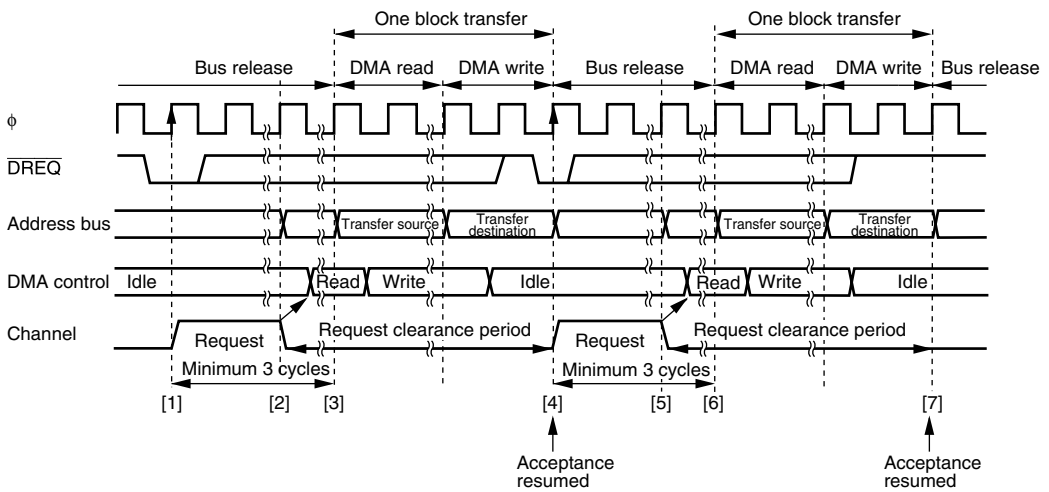 One block transfer One block transfer
Bus release DMA read DMA write Bus release DMA read DMA write Bus release
ϕ
DREQ
Address bus Transfer source Transfer destination Transfer source Transfer destination
DMA control Idle Read Write Idle Read Write Idle
Channel Request Request clearance period Request Request clearance period
Minimum 3 cycles Minimum 3 cycles
[1] [2] [3] [4] [5] [6] [7]
Acceptance resumed Acceptance resumed